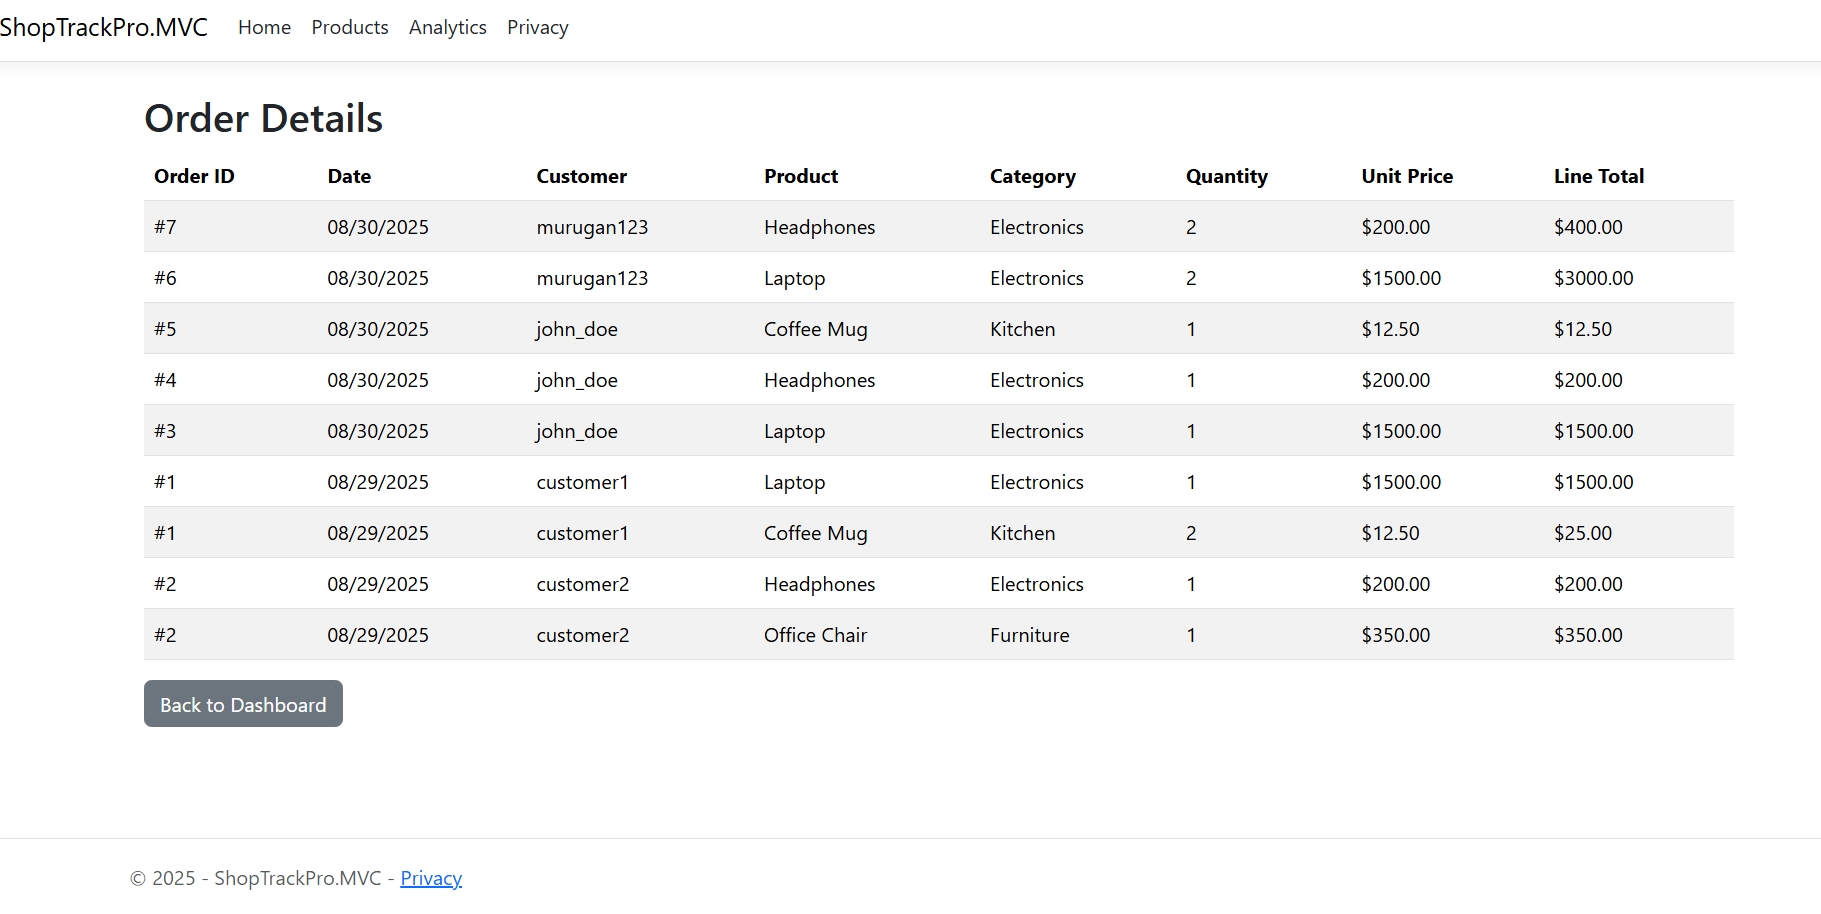 ShopTrackPro.MVC Home Products Analytics Privacy
Order Details
Order ID Date Customer Product Category Quantity Unit Price Line Total
#7 08/30/2025 murugan123 Headphones Electronics 2 $200.00 $400.00
#6 08/30/2025 murugan123 Laptop Electronics 2 $1500.00 $3000.00
#5 08/30/2025 john_doe Coffee Mug Kitchen 1 $12.50 $12.50
#4 08/30/2025 john_doe Headphones Electronics 1 $200.00 $200.00
#3 08/30/2025 john_doe Laptop Electronics 1 $1500.00 $1500.00
#1 08/29/2025 customer1 Laptop Electronics 1 $1500.00 $1500.00
#1 08/29/2025 customer1 Coffee Mug Kitchen 2 $12.50 $25.00
#2 08/29/2025 customer2 Headphones Electronics 1 $200.00 $200.00
#2 08/29/2025 customer2 Office Chair Furniture 1 $350.00 $350.00
Back to Dashboard
© 2025 - ShopTrackPro.MVC - Privacy